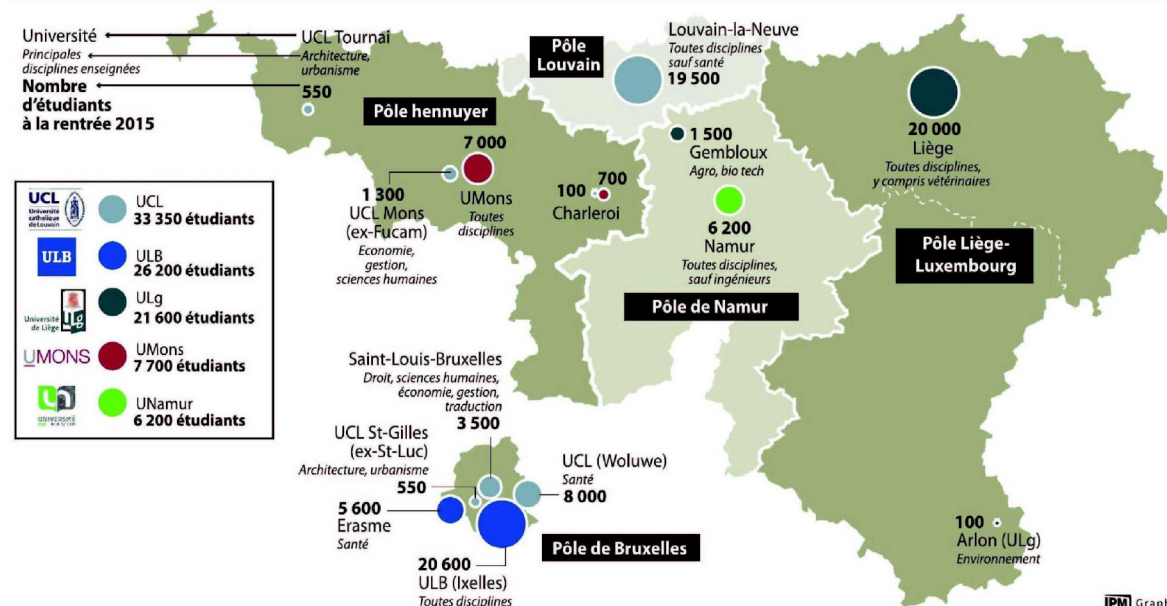 Université
Principales
disciplines enseignées
Nombre
d'étudiants
à la rentrée 2015
UCL Tournai
Architecture,
urbanisme
550
Pôle hennuyer
Pôle
Louvain
Louvain-la-Neuve
Toutes disciplines
sauf santé
19 500
7 000
UMons
Toutes
disciplines
1 300
UCL Mons
(ex-Fucam)
Economie,
gestion,
sciences humaines
100
700
Charleroi
1 500
Gembloux
Agro, bio tech
6 200
Namur
Toutes disciplines,
sauf ingénieurs
Pôle de Namur
20 000
Liège
Toutes disciplines,
y compris vétérinaires
Pôle Liège-
Luxembourg
UCL
Université
catholique
de Louvain
UCL
33 350 étudiants
ULB
ULB
26 200 étudiants
Université
de Liège
ULg
ULg
21 600 étudiants
UMONS
UMons
7 700 étudiants
UNIVERSITÉ
UNamur
6 200 étudiants
Saint-Louis-Bruxelles
Droit, sciences humaines,
économie, gestion,
traduction
3 500
UCL St-Gilles
(ex-St-Luc)
Architecture, urbanisme
550
UCL (Woluwe)
Santé
8 000
5 600
Erasme
Santé
20 600
ULB (Ixelles)
Toutes disciplines
Pôle de Bruxelles
100
Arlon (ULg)
Environnement
IPM Graph